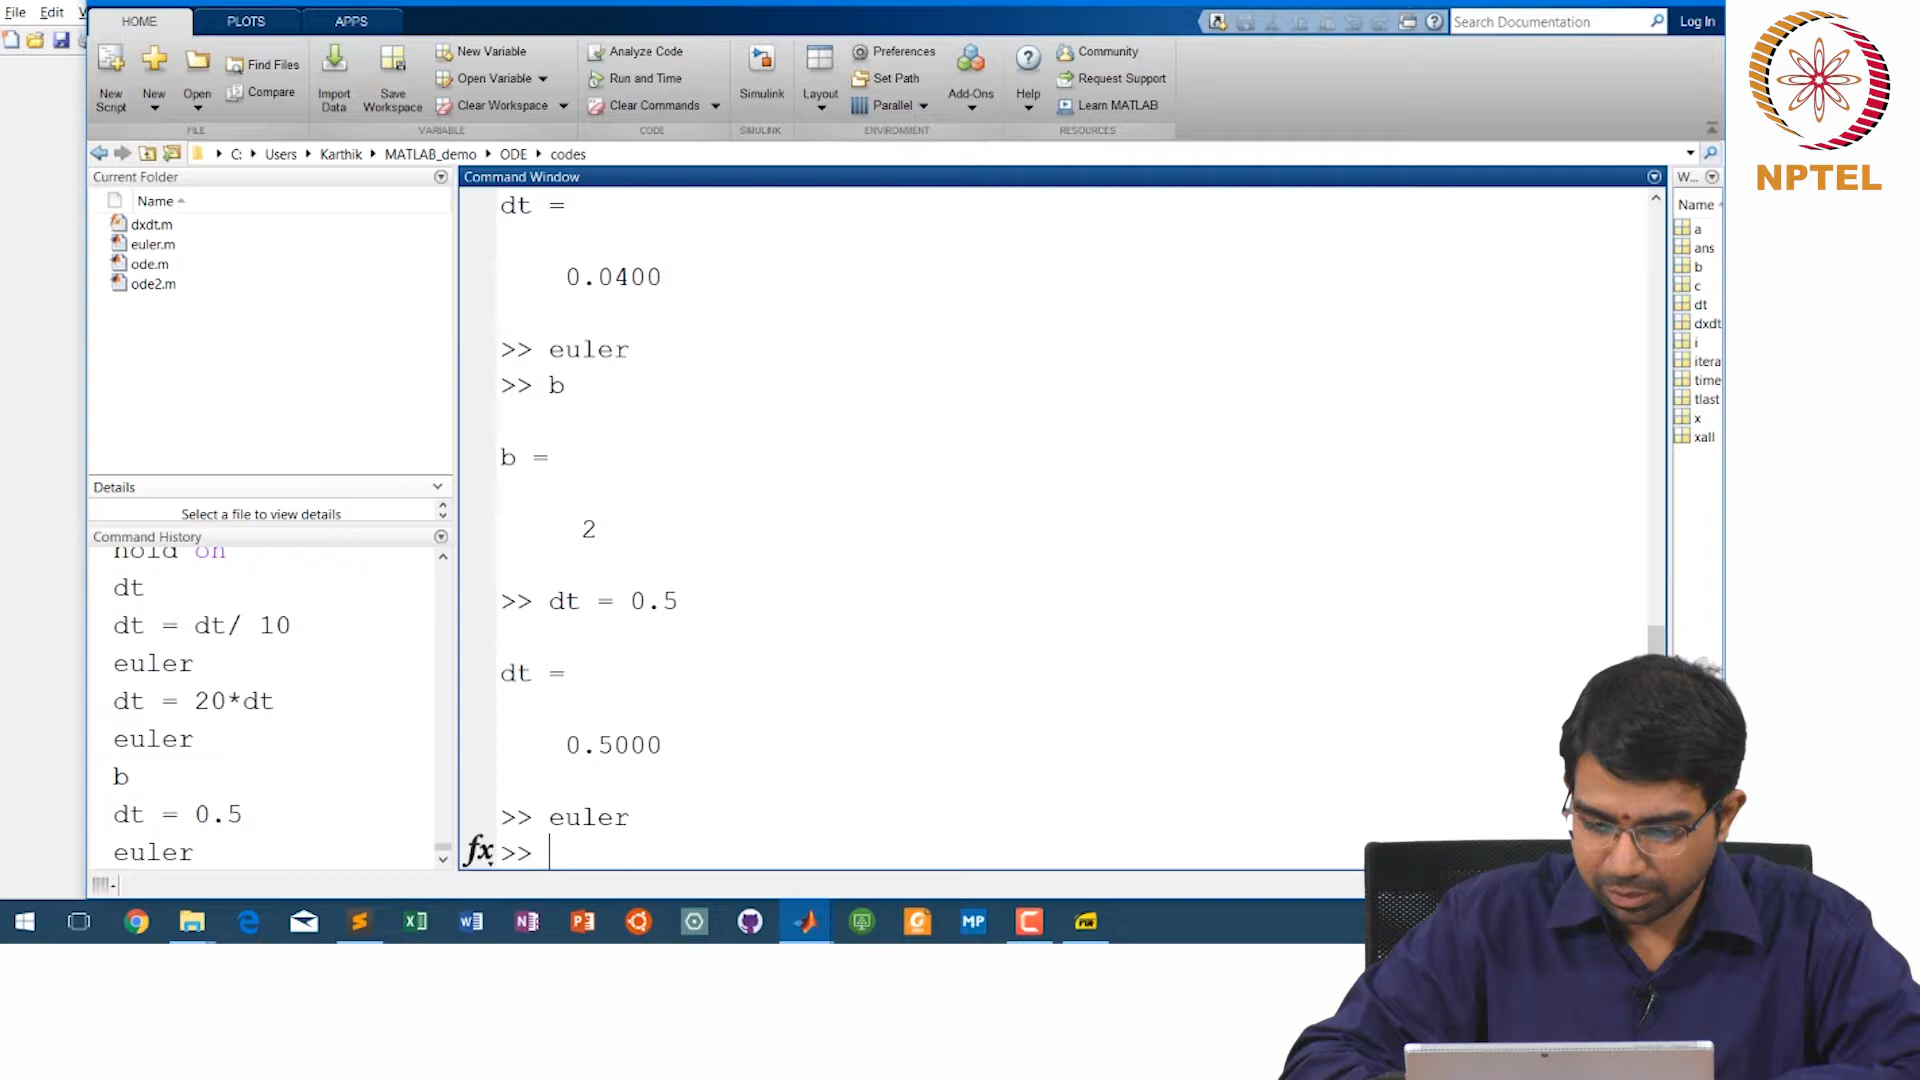 File Edit V
HOME PLOTS APPS
Search Documentation
Log In
New Script
New
Open
Find Files
Compare
Import Data
Save Workspace
New Variable
Open Variable
Clear Workspace
Analyze Code
Run and Time
Clear Commands
Simulink
Layout
Preferences
Set Path
Parallel
Add-Ons
Help
Community
Request Support
Learn MATLAB
FILE VARIABLE CODE SIMULINK ENVIRONMENT RESOURCES
C: Users Karthik MATLAB_demo ODE codes
Current Folder
Name
dxdt.m
euler.m
ode.m
ode2.m
Details
Select a file to view details
Command History
hold on
dt
dt = dt/ 10
euler
dt = 20*dt
euler
b
dt = 0.5
euler
Command Window
dt =
0.0400
>> euler
>> b
b =
2
>> dt = 0.5
dt =
0.5000
>> euler
fx >>
W...
Name
a
ans
b
c
dt
dxdt
i
itera
time
tlast
x
xall
NPTEL
MP